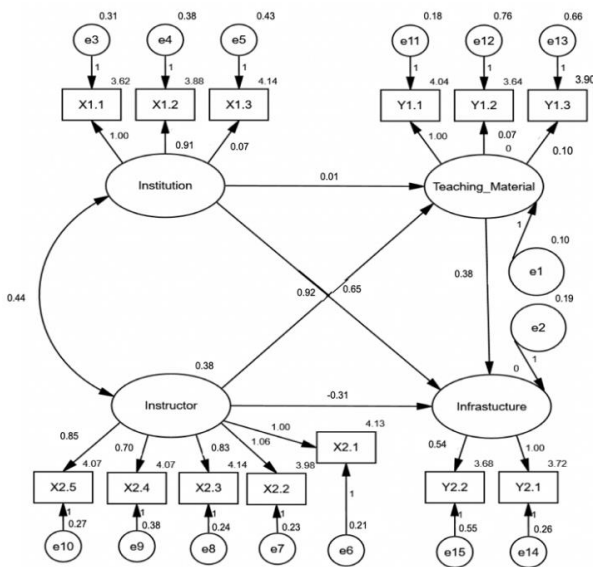 0.31 0.38 0.43 0.18 0.76 0.66
e3 e4 e5 e11 e12 e13
1 1 1 1 1 1
3.62 3.88 4.14 4.04 3.64 3.90
X1.1 X1.2 X1.3 Y1.1 Y1.2 Y1.3
1.00 0.91 0.07 1.00 0.07 0 0.10
Institution 0.01 Teaching_Material
1 0.10
e1
0.44 0.92 0.65 0.38
0.19
e2
1
0.38 0
Instructor -0.31 Infrastucture
0.85 0.70 0.83 1.06 1.00 4.13 0.54 1.00
X2.1
4.07 4.07 4.14 3.98 3.68 3.72
X2.5 X2.4 X2.3 X2.2 Y2.2 Y2.1
1 1 1 1 1 1 1
0.27 0.38 0.24 0.23 0.21 0.55 0.26
e10 e9 e8 e7 e6 e15 e14